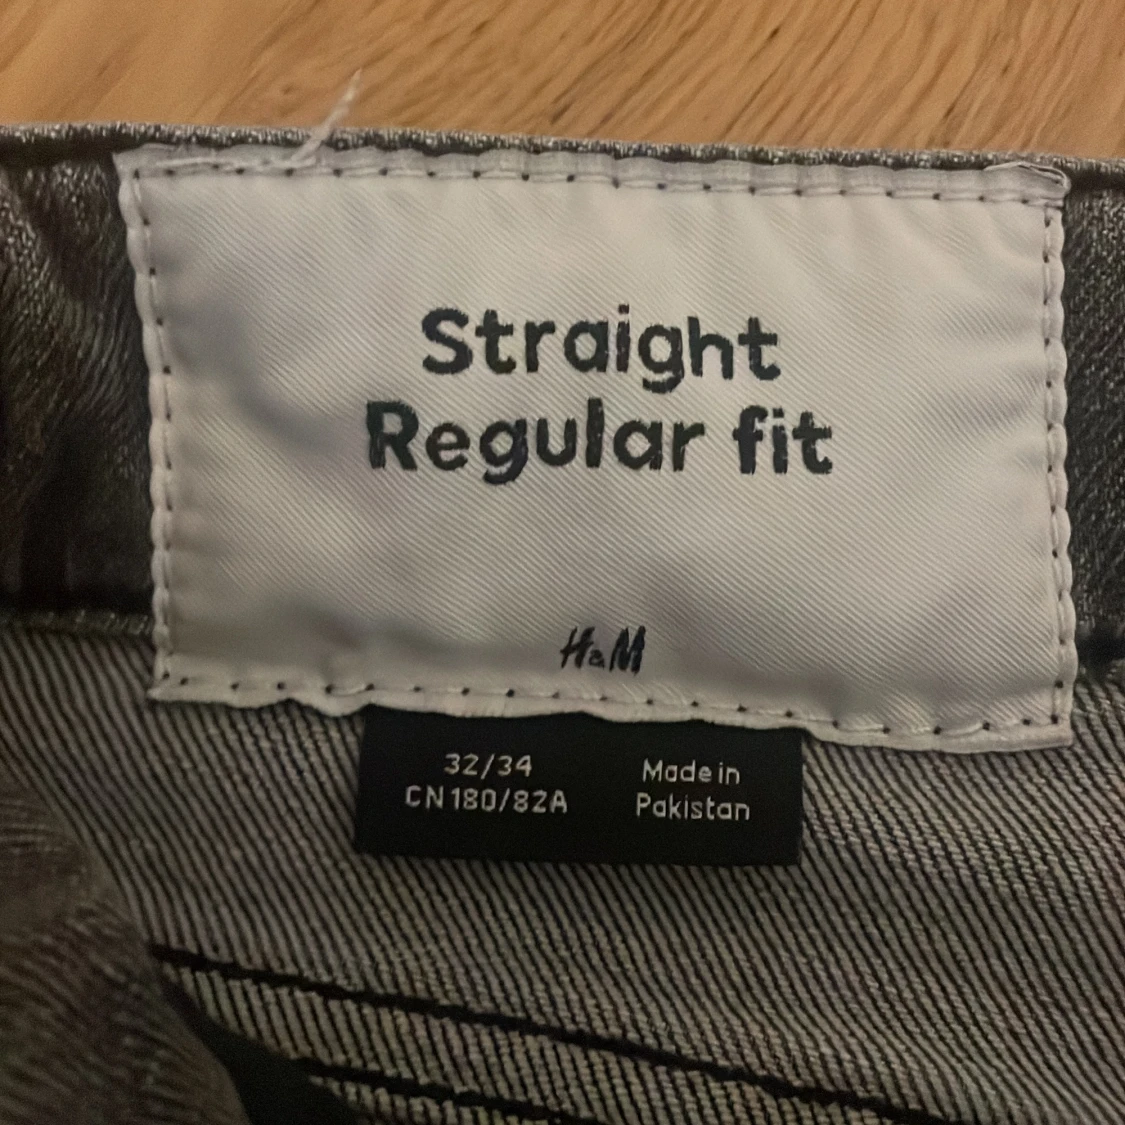 Straight
Regular fit
H&M
32/34
CN 180/82A
Made in
Pakistan